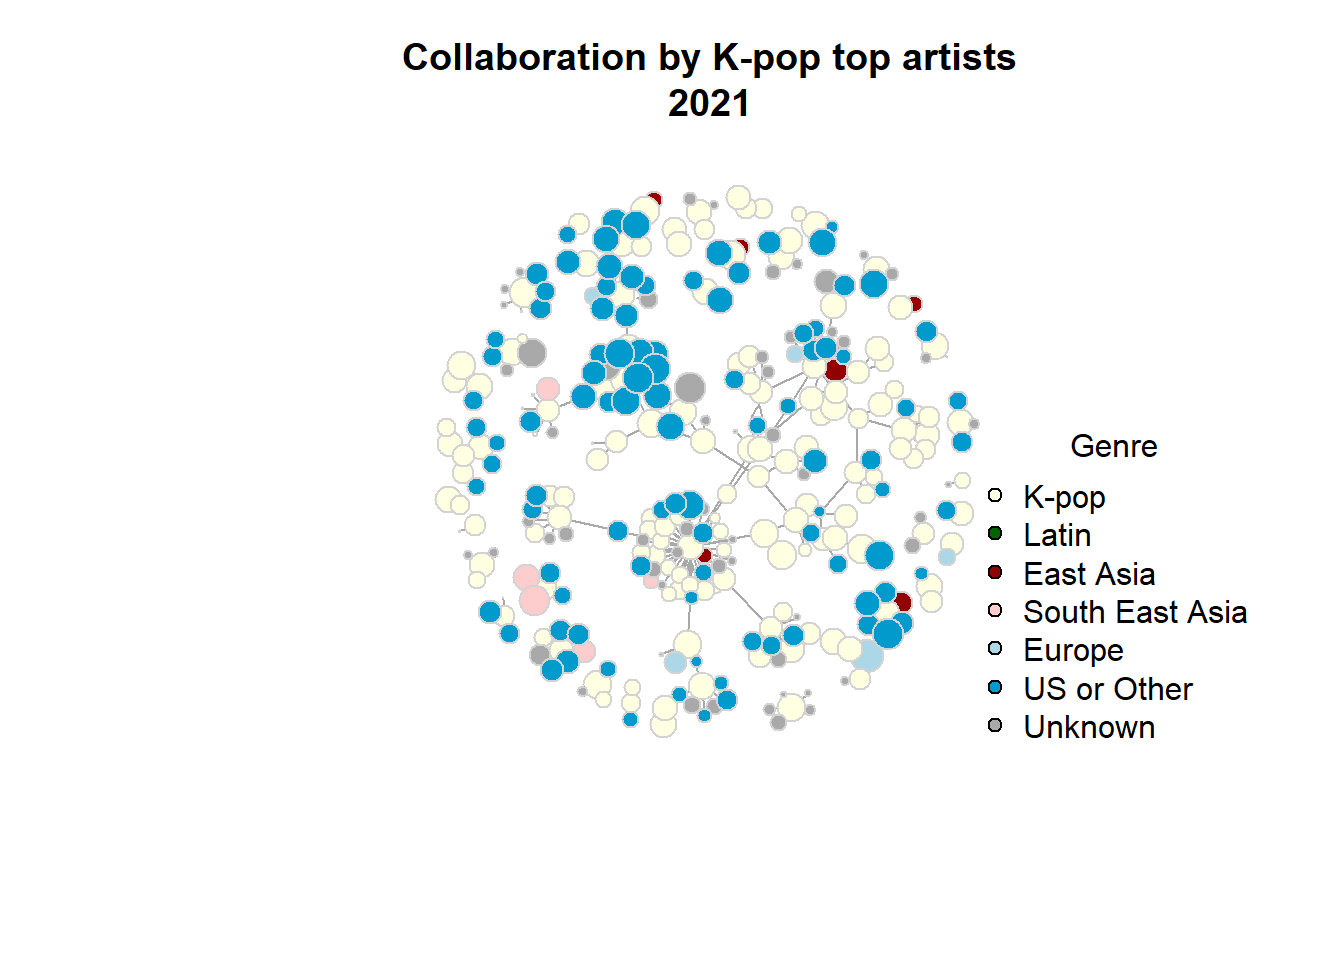 Collaboration by K-pop top artists
2021
Genre
K-pop
Latin
East Asia
South East Asia
Europe
US or Other
Unknown